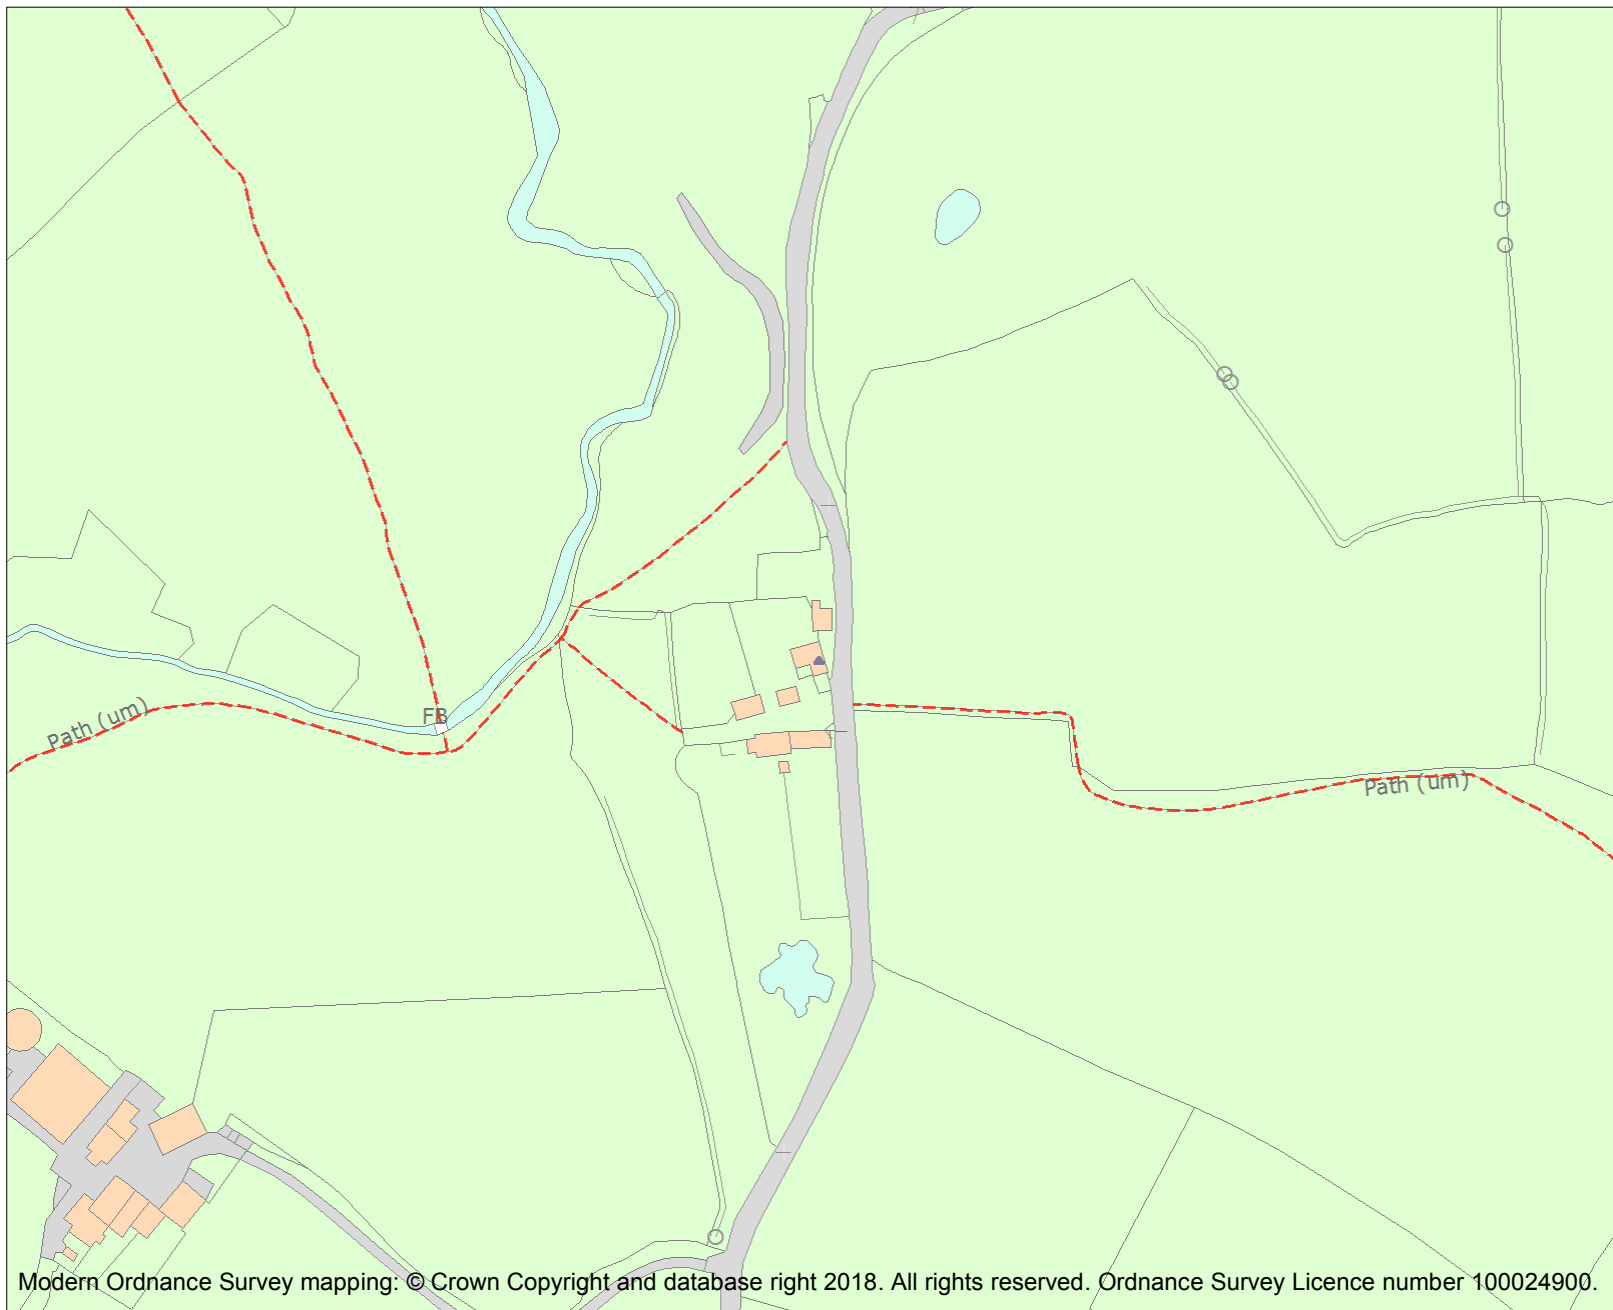 FB
Path (um)
Path (um)
Modern Ordnance Survey mapping: © Crown Copyright and database right 2018. All rights reserved. Ordnance Survey Licence number 100024900.